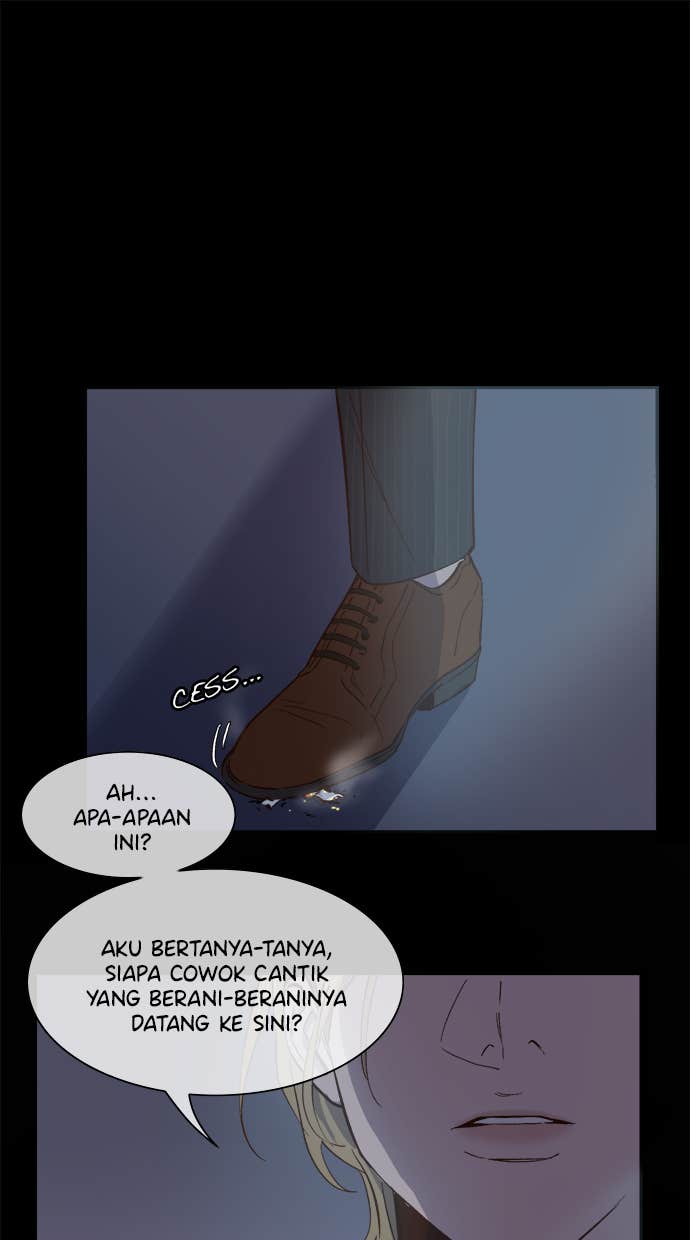 CESS...
AH...
APA-APAAN
INI?
AKU BERTANYA-TANYA,
SIAPA COWOK CANTIK
YANG BERANI-BERANINYA
DATANG KE SINI?